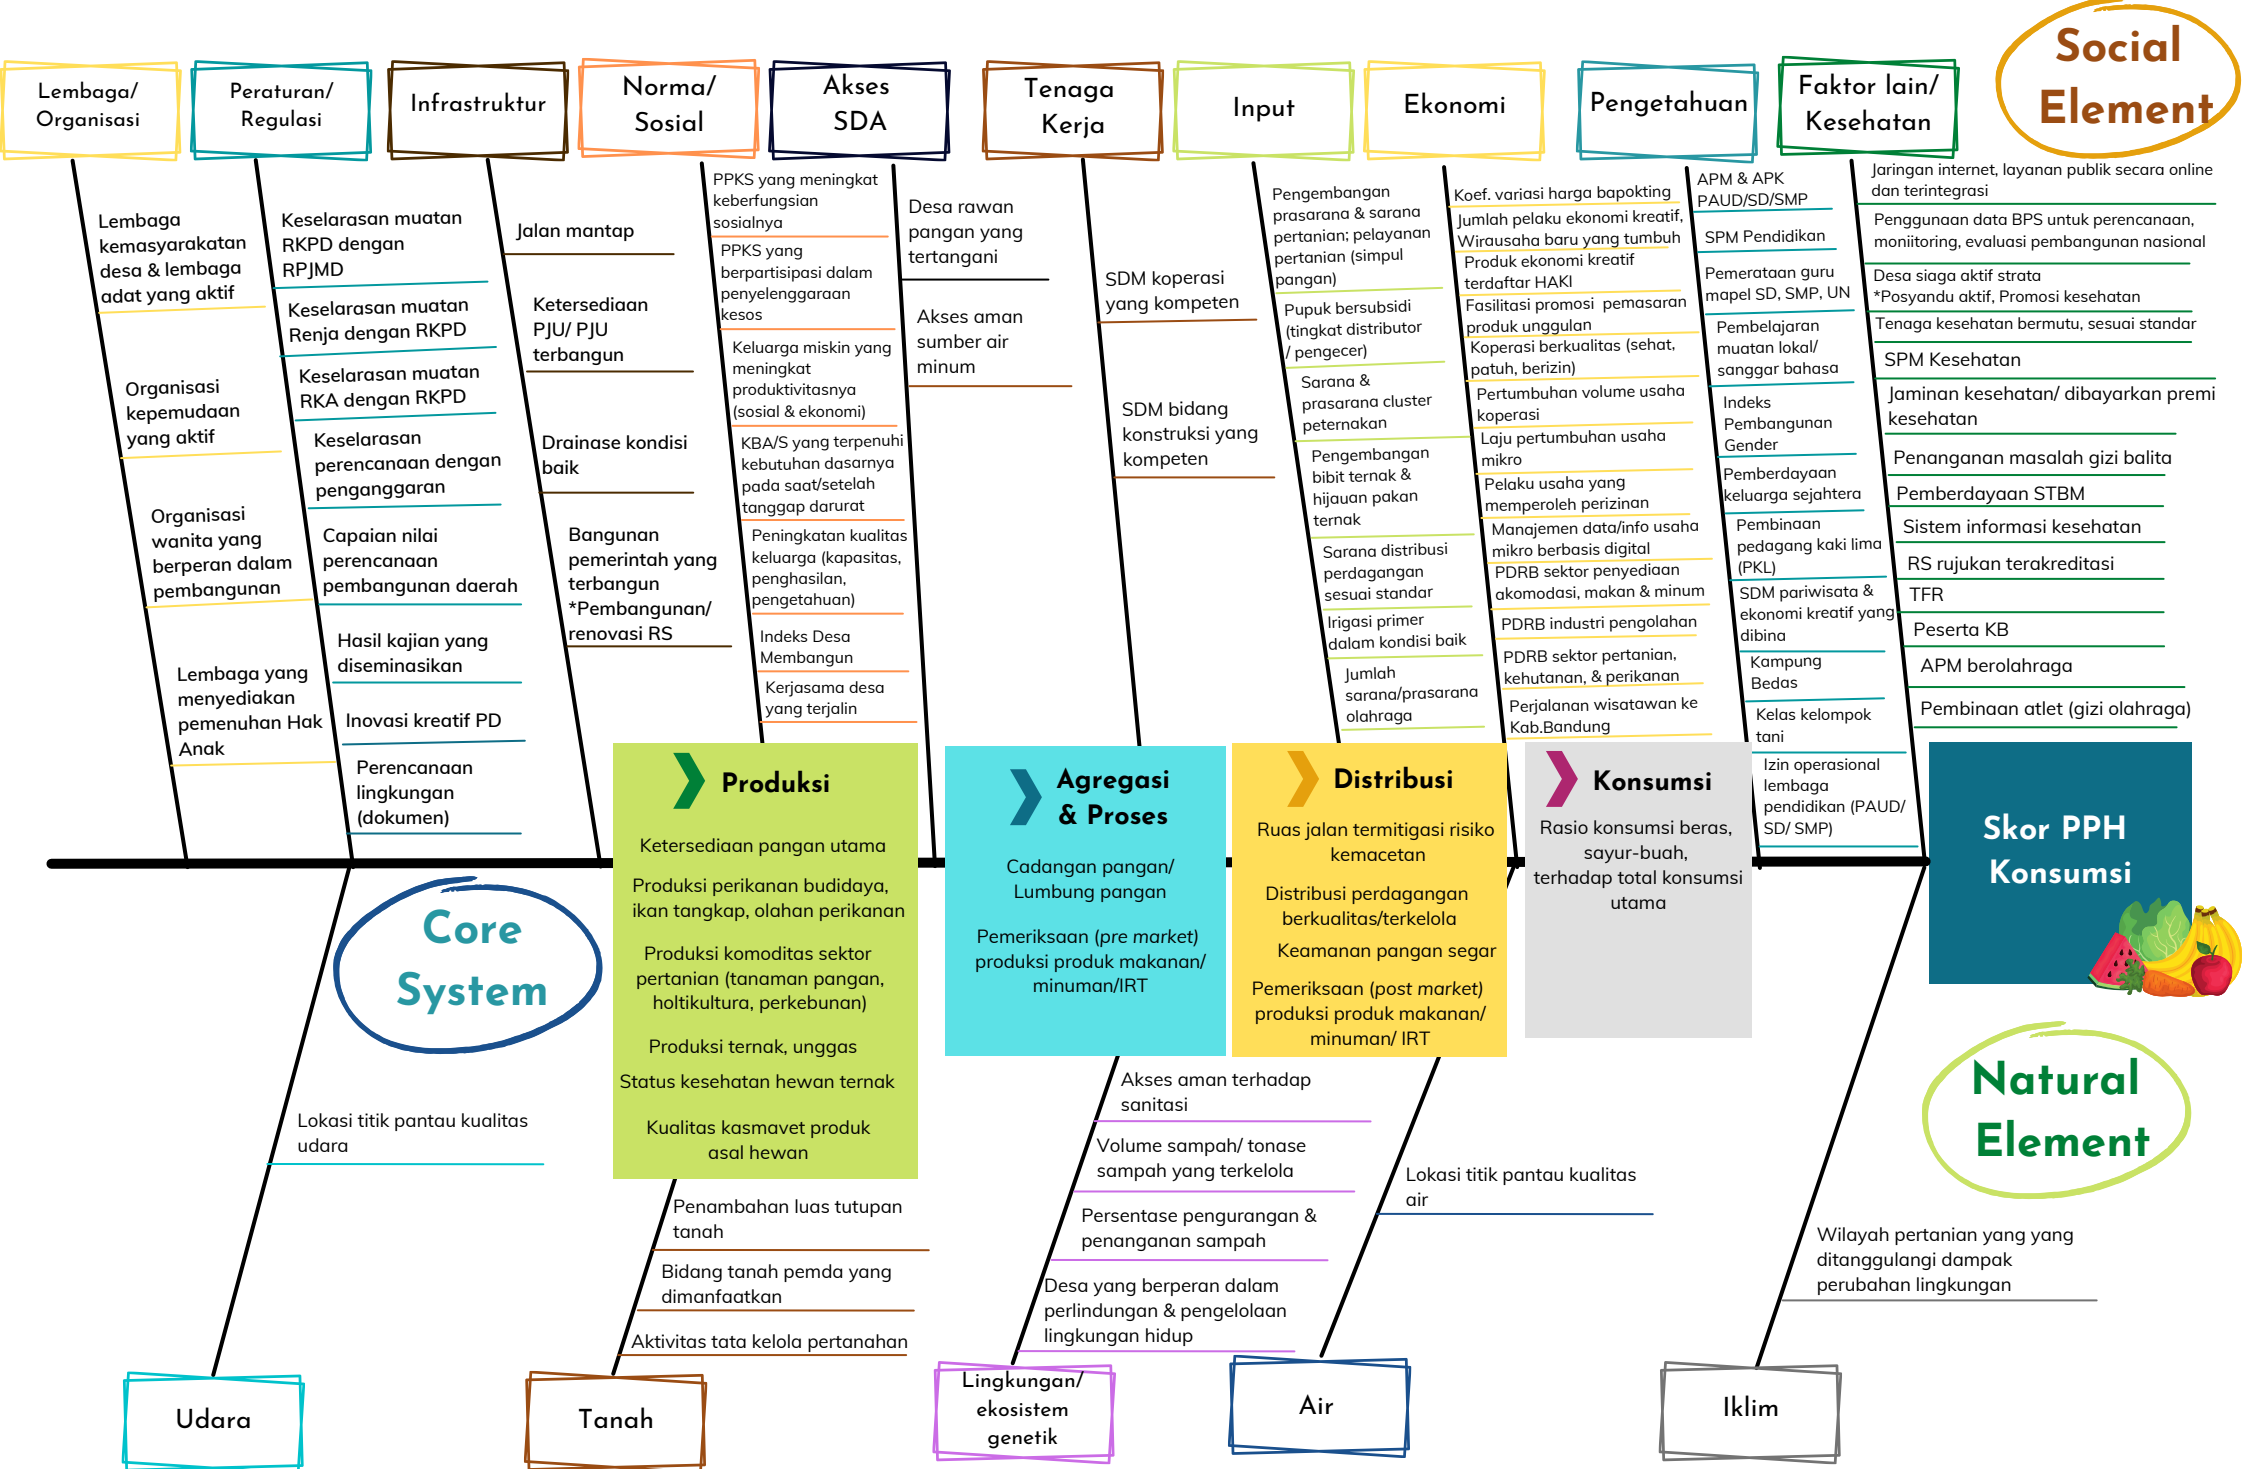 Social
Element
Lembaga/
Organisasi
Peraturan/
Regulasi
Infrastruktur
Norma/
Sosial
Akses
SDA
Tenaga
Kerja
Input
Ekonomi
Pengetahuan
Faktor lain/
Kesehatan
Lembaga
kemasyarakatan
desa & lembaga
adat yang aktif
Organisasi
kepemudaan
yang aktif
Organisasi
wanita yang
berperan dalam
pembangunan
Lembaga yang
menyediakan
pemenuhan Hak
Anak
Keselarasan muatan
RKPD dengan
RPJMD
Keselarasan muatan
Renja dengan RKPD
Keselarasan muatan
RKA dengan RKPD
Keselarasan
perencanaan dengan
penganggaran
Capaian nilai
perencanaan
pembangunan daerah
Hasil kajian yang
diseminasikan
Inovasi kreatif PD
Perencanaan
lingkungan
(dokumen)
Jalan mantap
Ketersediaan
PJU/ PJU
terbangun
Drainase kondisi
baik
Bangunan
pemerintah yang
terbangun
*Pembangunan/
renovasi RS
PPKS yang meningkat
keberfungsian
sosialnya
PPKS yang
berpartisipasi dalam
penyelenggaraan
kesos
Keluarga miskin yang
meningkat
produktivitasnya
(sosial & ekonomi)
KBA/S yang terpenuhi
kebutuhan dasarnya
pada saat/setelah
tanggap darurat
Peningkatan kualitas
keluarga (kapasitas,
penghasilan,
pengetahuan)
Indeks Desa
Membangun
Kerjasama desa
yang terjalin
Desa rawan
pangan yang
tertangani
Akses aman
sumber air
minum
SDM koperasi
yang kompeten
SDM bidang
konstruksi yang
kompeten
Pengembangan
prasarana & sarana
pertanian; pelayanan
pertanian (simpul
pangan)
Pupuk bersubsidi
(tingkat distributor
/ pengecer)
Sarana &
prasarana cluster
peternakan
Pengembangan
bibit ternak &
hijauan pakan
ternak
Sarana distribusi
perdagangan
sesuai standar
Irigasi primer
dalam kondisi baik
Jumlah
sarana/prasarana
olahraga
Koef. variasi harga bapokting
Jumlah pelaku ekonomi kreatif,
Wirausaha baru yang tumbuh
Produk ekonomi kreatif
terdaftar HAKI
Fasilitasi promosi pemasaran
produk unggulan
Koperasi berkualitas (sehat,
patuh, berizin)
Pertumbuhan volume usaha
koperasi
Laju pertumbuhan usaha
mikro
Pelaku usaha yang
memperoleh perizinan
Manajemen data/info usaha
mikro berbasis digital
PDRB sektor penyediaan
akomodasi, makan & minum
PDRB industri pengolahan
PDRB sektor pertanian,
kehutanan, & perikanan
Perjalanan wisatawan ke
Kab.Bandung
APM & APK
PAUD/SD/SMP
SPM Pendidikan
Pemerataan guru
mapel SD, SMP, UN
Pembelajaran
muatan lokal/
sanggar bahasa
Indeks
Pembangunan
Gender
Pemberdayaan
keluarga sejahtera
Pembinaan
pedagang kaki lima
(PKL)
SDM pariwisata &
ekonomi kreatif yang
dibina
Kampung
Bedas
Kelas kelompok
tani
Izin operasional
lembaga
pendidikan (PAUD/
SD/ SMP)
Jaringan internet, layanan publik secara online
dan terintegrasi
Penggunaan data BPS untuk perencanaan,
moniitoring, evaluasi pembangunan nasional
Desa siaga aktif strata
*Posyandu aktif, Promosi kesehatan
Tenaga kesehatan bermutu, sesuai standar
SPM Kesehatan
Jaminan kesehatan/ dibayarkan premi
kesehatan
Penanganan masalah gizi balita
Pemberdayaan STBM
Sistem informasi kesehatan
RS rujukan terakreditasi
TFR
Peserta KB
APM berolahraga
Pembinaan atlet (gizi olahraga)
Core
System
Produksi
Ketersediaan pangan utama
Produksi perikanan budidaya,
ikan tangkap, olahan perikanan
Produksi komoditas sektor
pertanian (tanaman pangan,
holtikultura, perkebunan)
Produksi ternak, unggas
Status kesehatan hewan ternak
Kualitas kasmavet produk
asal hewan
Agregasi
& Proses
Cadangan pangan/
Lumbung pangan
Pemeriksaan (pre market)
produksi produk makanan/
minuman/IRT
Distribusi
Ruas jalan termitigasi risiko
kemacetan
Distribusi perdagangan
berkualitas/terkelola
Keamanan pangan segar
Pemeriksaan (post market)
produksi produk makanan/
minuman/ IRT
Konsumsi
Rasio konsumsi beras,
sayur-buah,
terhadap total konsumsi
utama
Skor PPH
Konsumsi
Natural
Element
Lokasi titik pantau kualitas
udara
Penambahan luas tutupan
tanah
Bidang tanah pemda yang
dimanfaatkan
Aktivitas tata kelola pertanahan
Akses aman terhadap
sanitasi
Volume sampah/ tonase
sampah yang terkelola
Persentase pengurangan &
penanganan sampah
Desa yang berperan dalam
perlindungan & pengelolaan
lingkungan hidup
Lokasi titik pantau kualitas
air
Wilayah pertanian yang yang
ditanggulangi dampak
perubahan lingkungan
Udara
Tanah
Lingkungan/
ekosistem
genetik
Air
Iklim